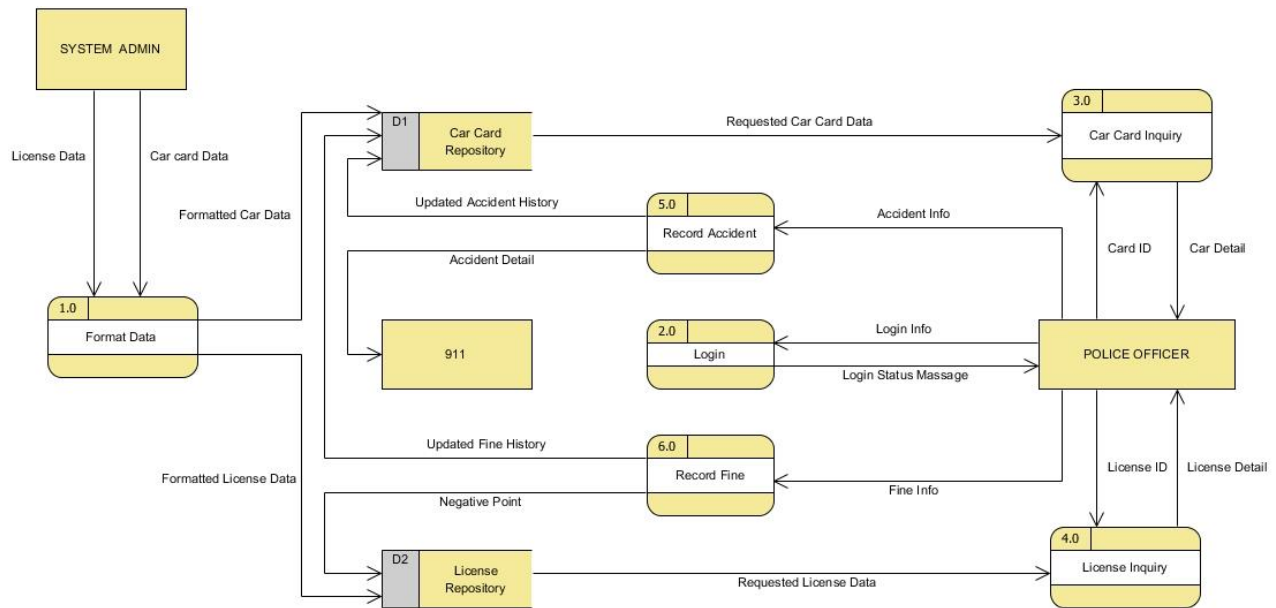 SYSTEM ADMIN
License Data
Car card Data
1.0
Format Data
Formatted Car Data
Formatted License Data
D1
Car Card
Repository
Requested Car Card Data
3.0
Car Card Inquiry
Updated Accident History
5.0
Record Accident
Accident Info
Accident Detail
Card ID
Car Detail
911
2.0
Login
Login Info
Login Status Massage
POLICE OFFICER
Updated Fine History
6.0
Record Fine
Fine Info
Negative Point
License ID
License Detail
D2
License
Repository
Requested License Data
4.0
License Inquiry